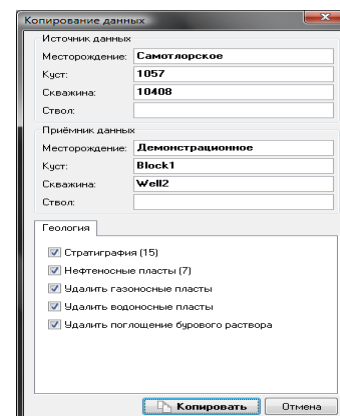 Копирование данных
Источник данных
Месторождение: Самотлорское
Куст: 1057
Скважина: 10408
Ствол:
Приёмник данных
Месторождение: Демонстрационное
Куст: Block1
Скважина: Well2
Ствол:
Геология
Стратиграфия (15)
Нефтеносные пласты (7)
Удалить газоносные пласты
Удалить водоносные пласты
Удалить поглощение бурового раствора
Копировать Отмена